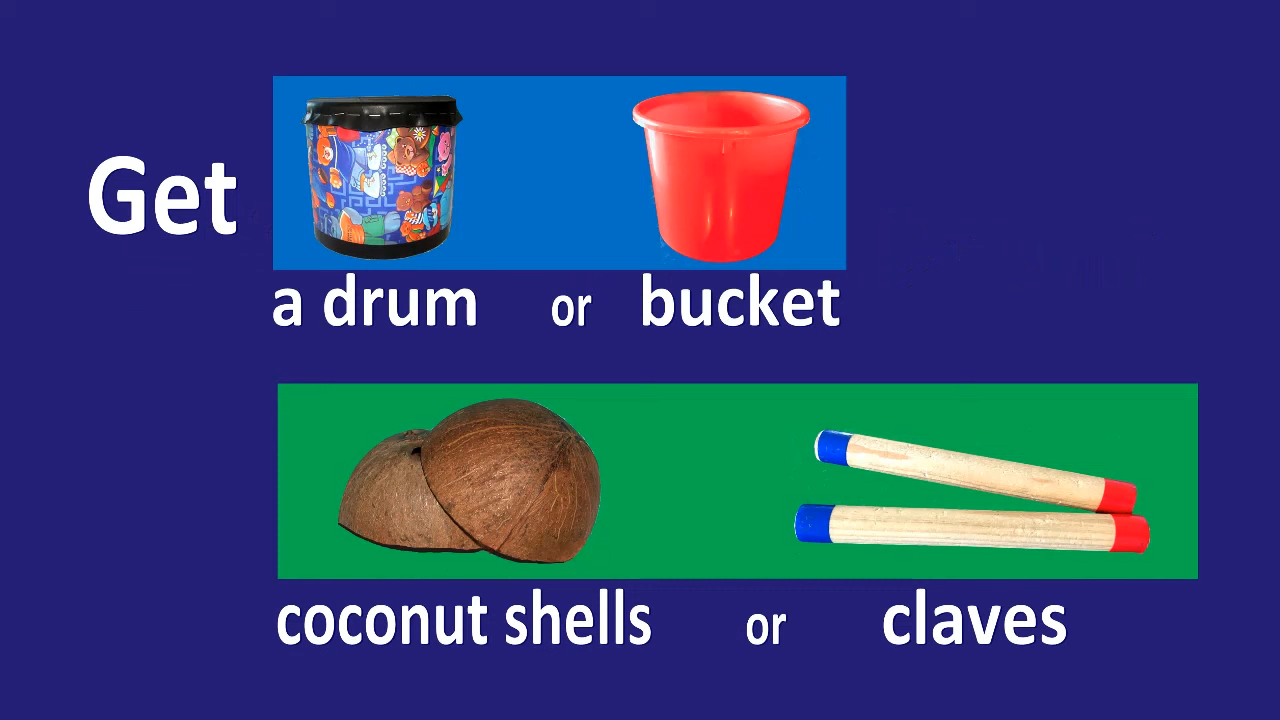 Get
a drum or bucket
coconut shells or claves